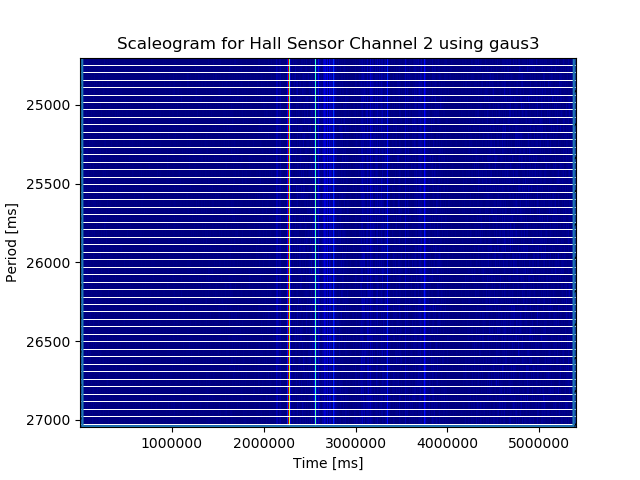 Scaleogram for Hall Sensor Channel 2 using gaus3
Period [ms]
25000
25500
26000
26500
27000
1000000 2000000 3000000 4000000 5000000
Time [ms]